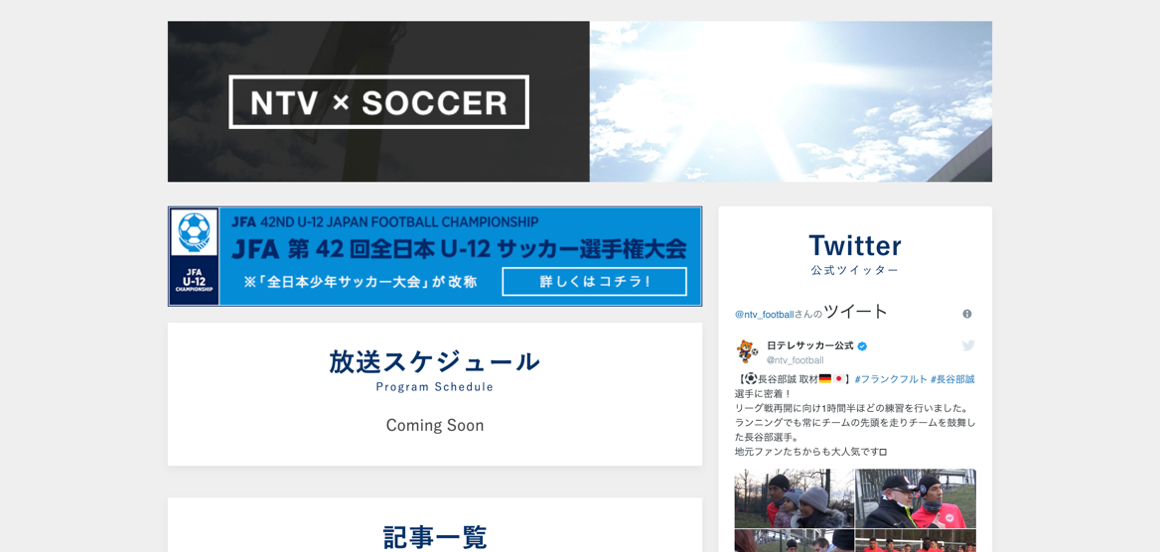 NTV × SOCCER
JFA 42ND U-12 JAPAN FOOTBALL CHAMPIONSHIP
JFA 第42回全日本U-12サッカー選手権大会
※「全日本少年サッカー大会」が改称
詳しくはコチラ！
JFA
U-12
CHAMPIONSHIP
放送スケジュール
Program Schedule
Coming Soon
記事一覧
Twitter
公式ツイッター
@ntv_footballさんのツイート
日テレサッカー公式
@ntv_football
【⚽長谷部誠 取材🇩🇪🇯🇵】#フランクフルト #長谷部誠
選手に密着！
リーグ戦再開に向け1時間半ほどの練習を行いました。
ランニングでも常にチームの先頭を走りチームを鼓舞し
た長谷部選手。
地元ファンたちからも大人気です